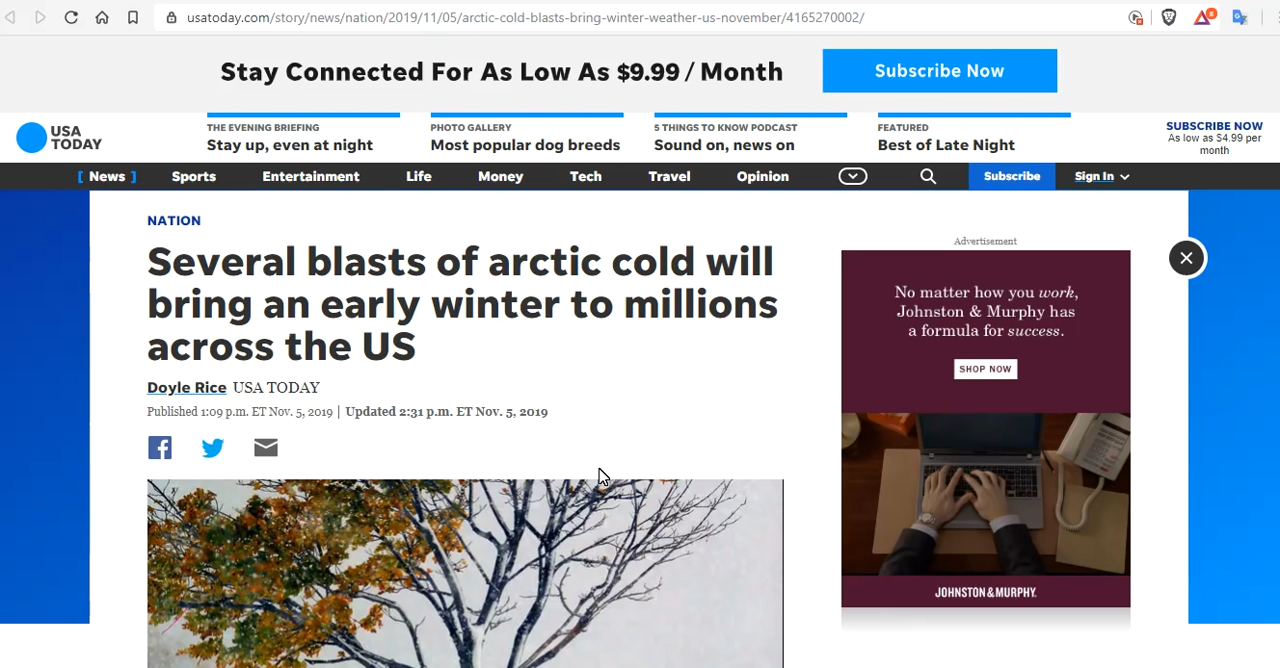 usatoday.com/story/news/nation/2019/11/05/arctic-cold-blasts-bring-winter-weather-us-november/4165270002/
Stay Connected For As Low As $9.99 / Month
Subscribe Now
USA
TODAY
THE EVENING BRIEFING
Stay up, even at night
PHOTO GALLERY
Most popular dog breeds
5 THINGS TO KNOW PODCAST
Sound on, news on
FEATURED
Best of Late Night
SUBSCRIBE NOW
As low as $4.99 per
month
[ News ] Sports Entertainment Life Money Tech Travel Opinion Subscribe Sign In
NATION
Several blasts of arctic cold will
bring an early winter to millions
across the US
Doyle Rice USA TODAY
Published 1:09 p.m. ET Nov. 5, 2019 | Updated 2:31 p.m. ET Nov. 5, 2019
Advertisement
No matter how you work,
Johnston & Murphy has
a formula for success.
SHOP NOW
JOHNSTON & MURPHY.